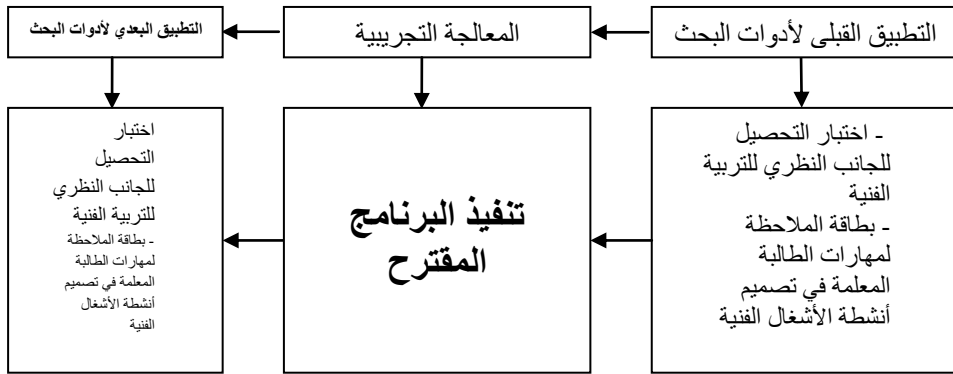 التطبيق القبلى لأدوات البحث
المعالجة التجريبية
التطبيق البعدي لأدوات البحث
- اختبار التحصيل
للجانب النظري للتربية
الفنية
- بطاقة الملاحظة
لمهارات الطالبة
المعلمة في تصميم
أنشطة الأشغال الفنية
تنفيذ البرنامج
المقترح
اختبار
التحصيل
للجانب النظري
للتربية الفنية
- بطاقة الملاحظة
لمهارات الطالبة
المعلمة في تصميم
أنشطة الأشغال
الفنية